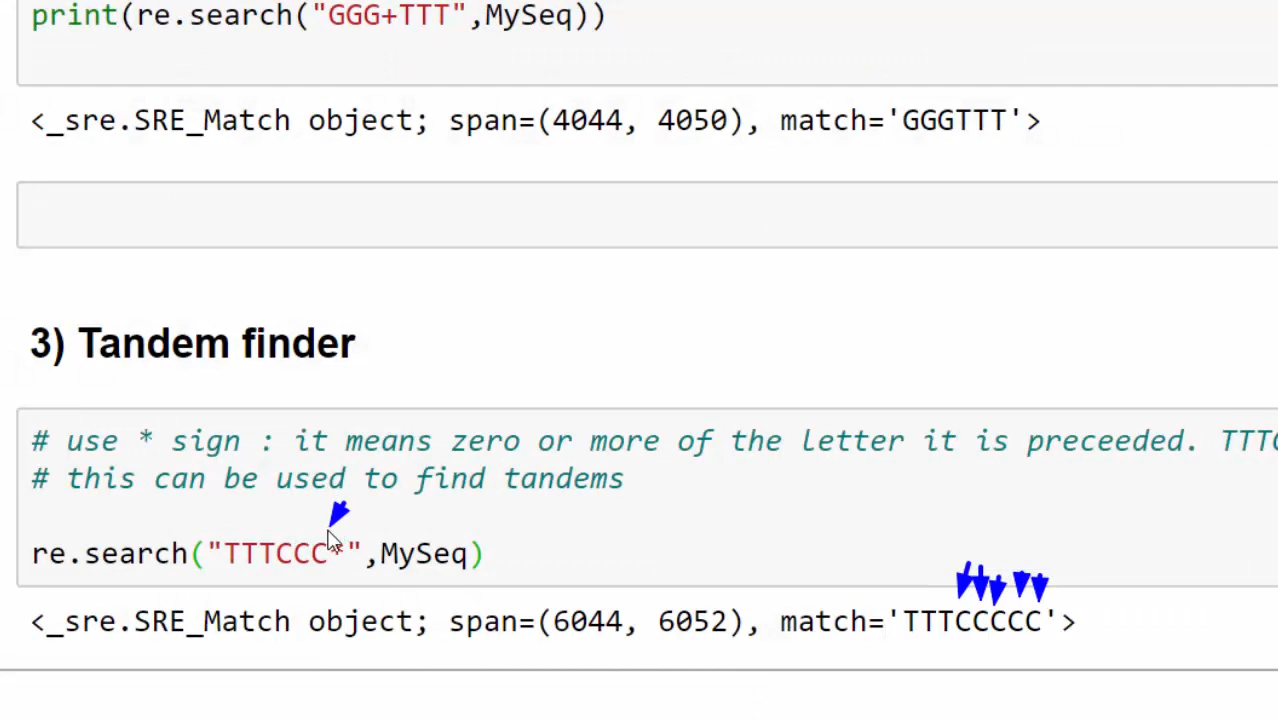 print(re.search("GGG+TTT",MySeq))
<_sre.SRE_Match object; span=(4044, 4050), match='GGGTTT'>
3) Tandem finder
# use * sign : it means zero or more of the letter it is preceeded. TTTC
# this can be used to find tandems
re.search("TTTCCC*",MySeq)
<_sre.SRE_Match object; span=(6044, 6052), match='TTTCCCCC'>